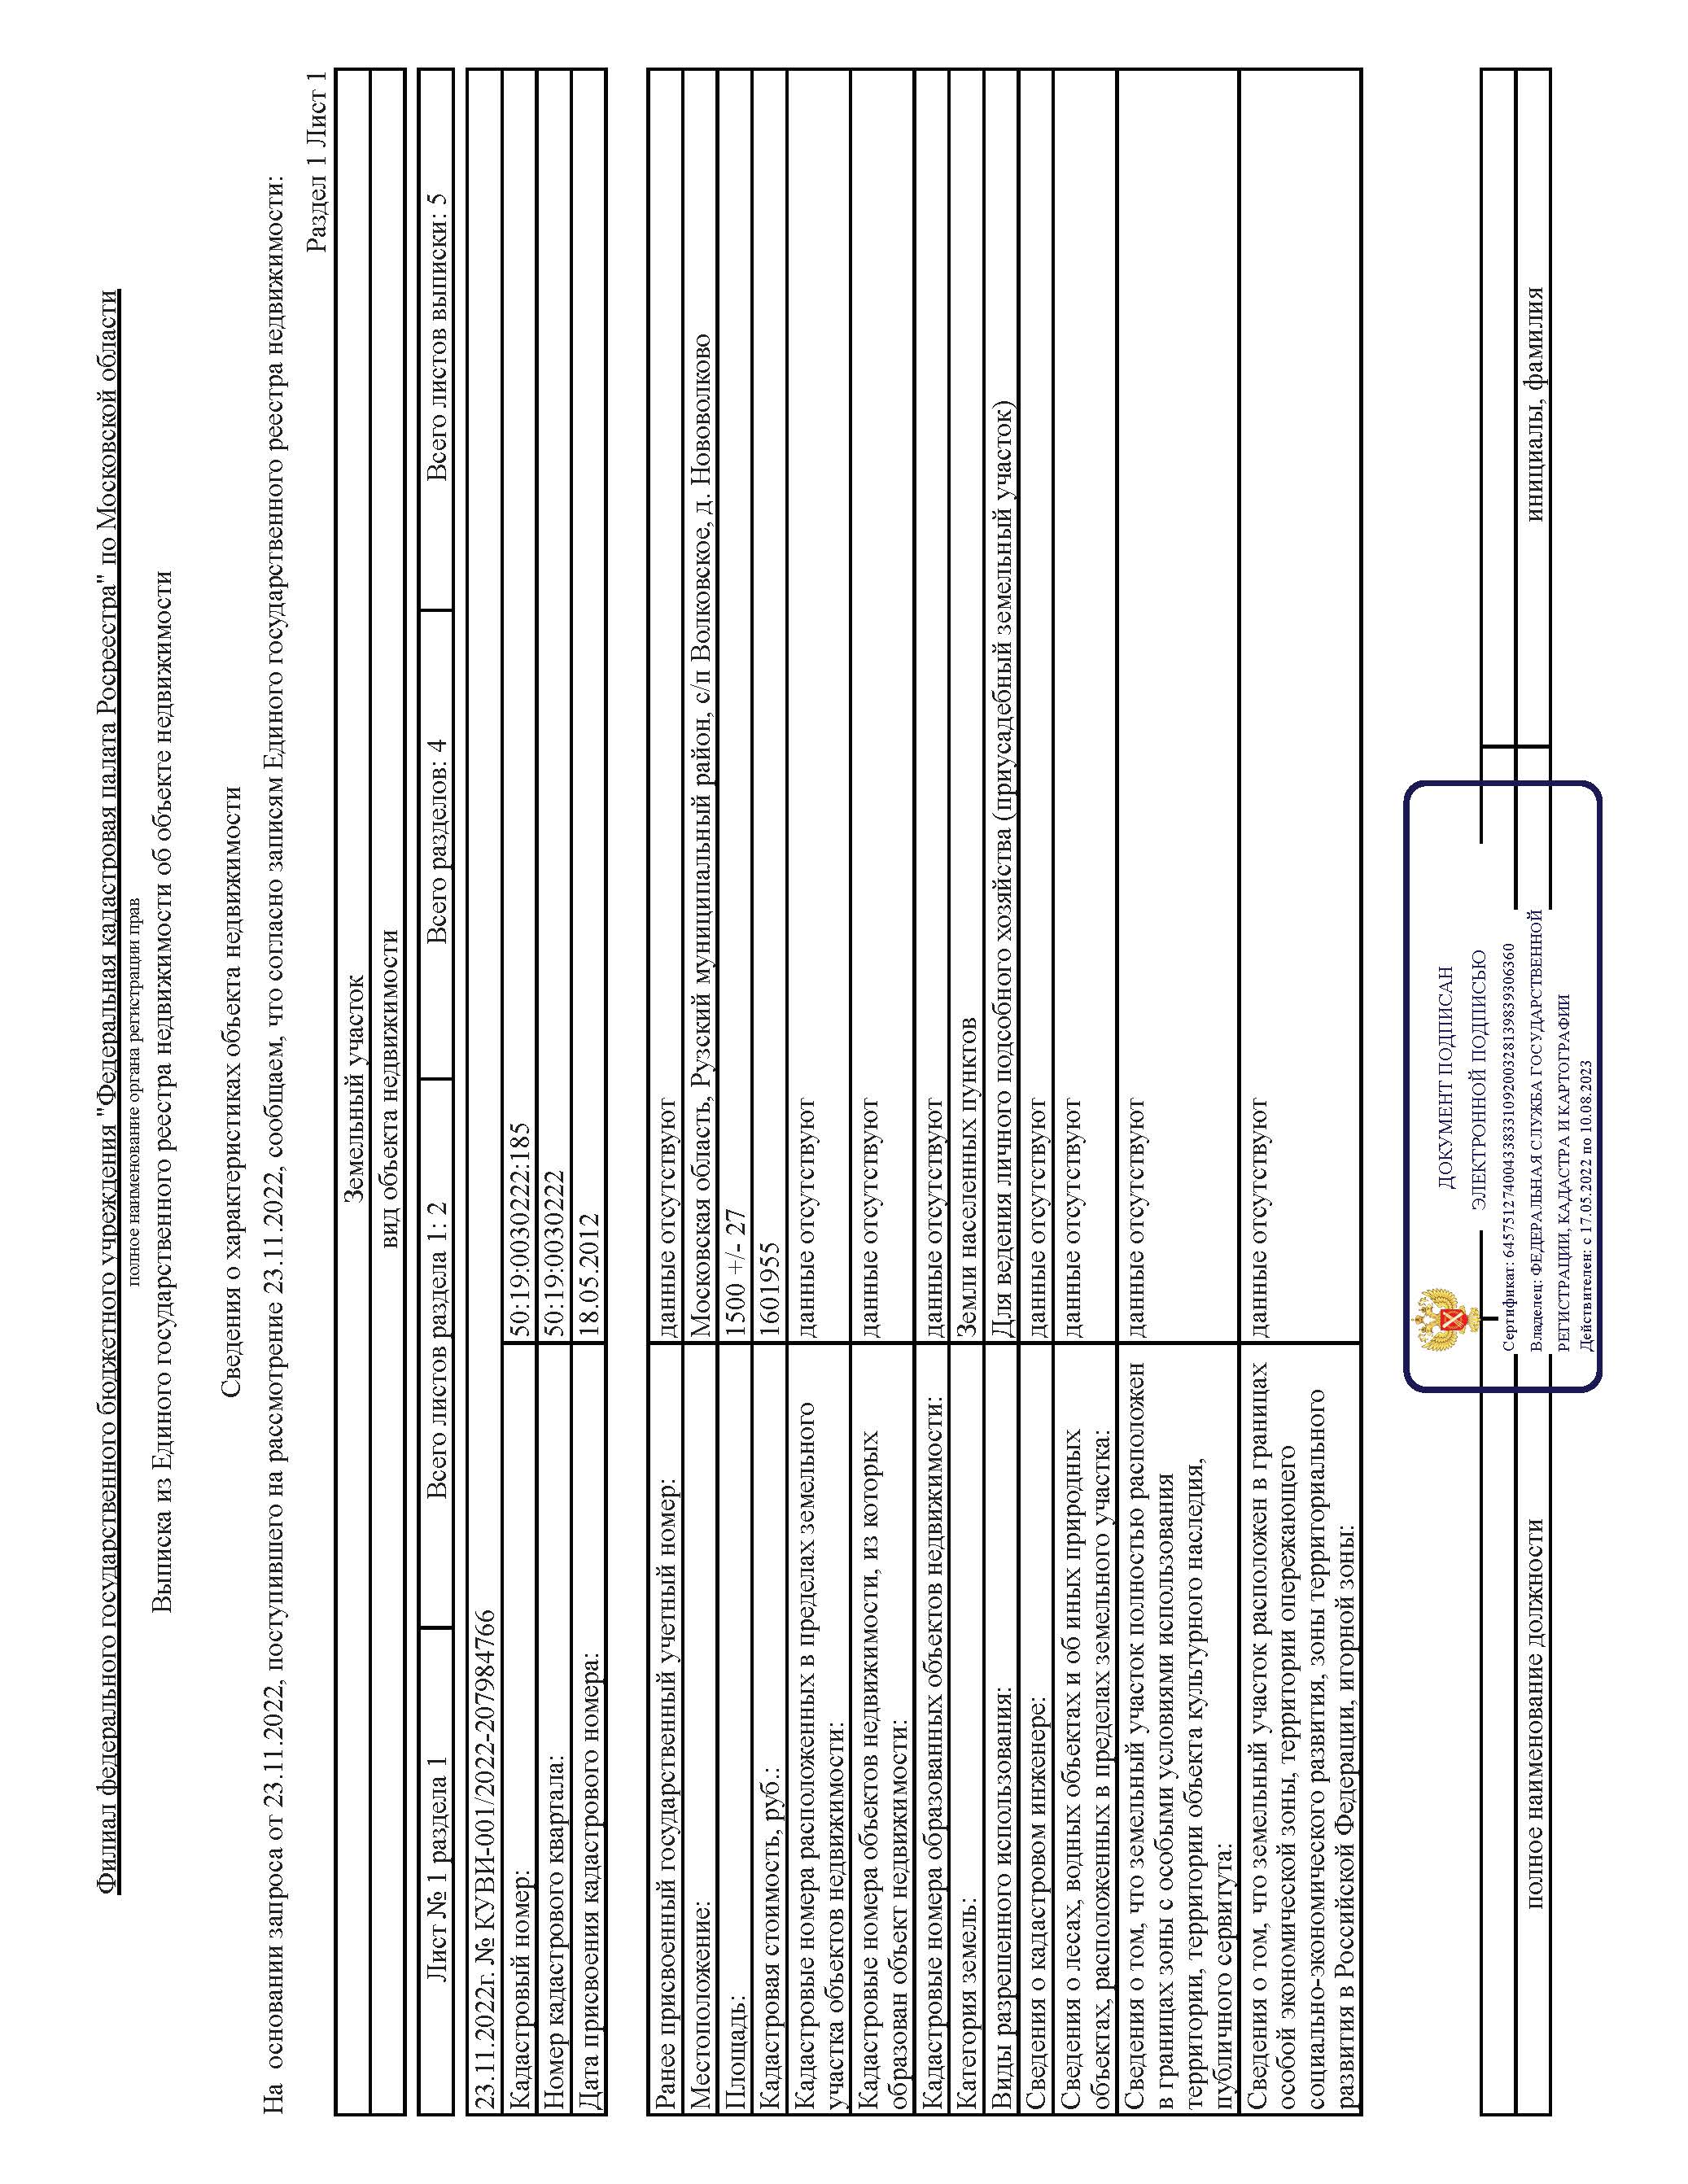 Филиал федерального государственного бюджетного учреждения "Федеральная кадастровая палата Росреестра" по Московской области
полное наименование органа регистрации прав
Выписка из Единого государственного реестра недвижимости об объекте недвижимости
Сведения о характеристиках объекта недвижимости
На основании запроса от 23.11.2022, поступившего на рассмотрение 23.11.2022, сообщаем, что согласно записям Единого государственного реестра недвижимости:
Раздел 1 Лист 1
Земельный участок
вид объекта недвижимости
Лист № 1 раздела 1 Всего листов раздела 1: 2 Всего разделов: 4 Всего листов выписки: 5
23.11.2022г. № КУВИ-001/2022-207984766
Кадастровый номер: 50:19:0030222:185
Номер кадастрового квартала: 50:19:0030222
Дата присвоения кадастрового номера: 18.05.2012
Ранее присвоенный государственный учетный номер: данные отсутствуют
Местоположение: Московская область, Рузский муниципальный район, с/п Волковское, д. Нововолково
Площадь: 1500 +/- 27
Кадастровая стоимость, руб.: 1601955
Кадастровые номера расположенных в пределах земельного данные отсутствуют
участка объектов недвижимости:
Кадастровые номера объектов недвижимости, из которых данные отсутствуют
образован объект недвижимости:
Кадастровые номера образованных объектов недвижимости: данные отсутствуют
Категория земель: Земли населенных пунктов
Виды разрешенного использования: Для ведения личного подсобного хозяйства (приусадебный земельный участок)
Сведения о кадастровом инженере: данные отсутствуют
Сведения о лесах, водных объектах и об иных природных данные отсутствуют
объектах, расположенных в пределах земельного участка:
Сведения о том, что земельный участок полностью расположен данные отсутствуют
в границах зоны с особыми условиями использования
территории, территории объекта культурного наследия,
публичного сервитута:
Сведения о том, что земельный участок расположен в границах данные отсутствуют
особой экономической зоны, территории опережающего
социально-экономического развития, зоны территориального
развития в Российской Федерации, игорной зоны:
ДОКУМЕНТ ПОДПИСАН
ЭЛЕКТРОННОЙ ПОДПИСЬЮ
Сертификат: 64575127400433833109200328139839306360
Владелец: ФЕДЕРАЛЬНАЯ СЛУЖБА ГОСУДАРСТВЕННОЙ
РЕГИСТРАЦИИ, КАДАСТРА И КАРТОГРАФИИ
Действителен: с 17.05.2022 по 10.08.2023
полное наименование должности инициалы, фамилия